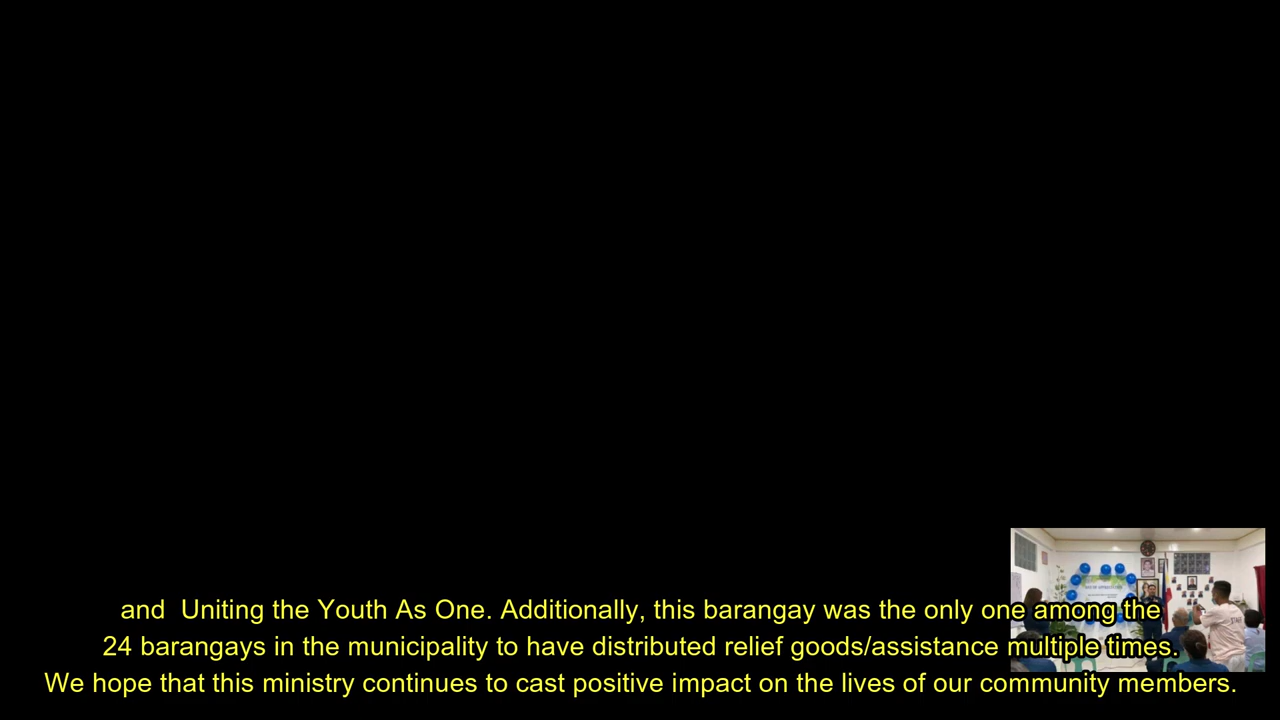 and  Uniting the Youth As One. Additionally, this barangay was the only one among the
24 barangays in the municipality to have distributed relief goods/assistance multiple times.
We hope that this ministry continues to cast positive impact on the lives of our community members.